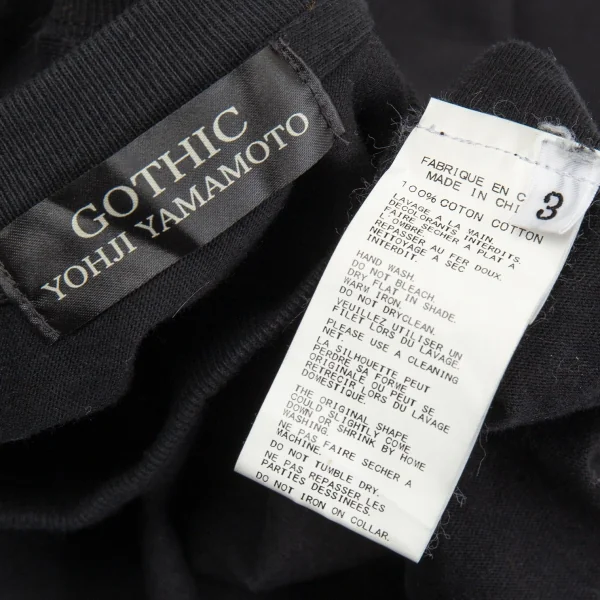 GOTHIC
YOHJI YAMAMOTO
FABRIQUE EN C
MADE IN CHI
3
100% COTON COTTON
LAVAGE A LA MAIN.
DECOLORANTS INTERDITS.
FAIRE SECHER A PLAT A
L'OMBRE.
REPASSER AU FER DOUX.
NETTOYAGE A SEC
INTERDIT.
HAND WASH.
DO NOT BLEACH.
DRY FLAT IN SHADE.
WARM IRON.
DO NOT DRYCLEAN.
VEUILLEZ UTILISER UN
FILET LORS DU LAVAGE.
PLEASE USE A CLEANING
NET.
LA SILHOUETTE PEUT
PERDRE SA FORME
ORIGINALE OU PEUT SE
RETRECIR LORS DU LAVAGE
DOMESTIQUE.
THE ORIGINAL SHAPE
COULD SLIGHTLY COME
DOWN OR SHRINK BY HOME
WASHING.
NE PAS FAIRE SECHER A
MACHINE.
DO NOT TUMBLE DRY.
NE PAS REPASSER LES
PARTIES DESSINEES.
DO NOT IRON ON COLLAR.